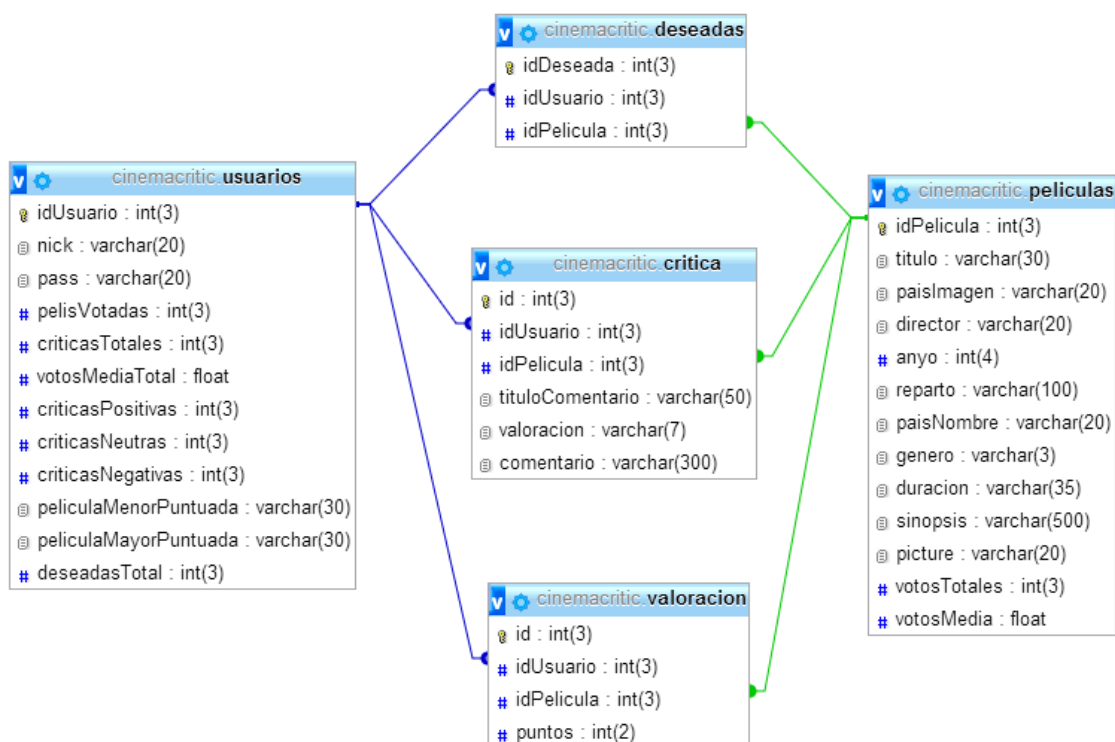 cinemacritic.deseadas
idDeseada : int(3)
idUsuario : int(3)
idPelicula : int(3)
cinemacritic.usuarios
idUsuario : int(3)
nick : varchar(20)
pass : varchar(20)
pelisVotadas : int(3)
criticasTotales : int(3)
votosMediaTotal : float
criticasPositivas : int(3)
criticasNeutras : int(3)
criticasNegativas : int(3)
peliculaMenorPuntuada : varchar(30)
peliculaMayorPuntuada : varchar(30)
deseadasTotal : int(3)
cinemacritic.critica
id : int(3)
idUsuario : int(3)
idPelicula : int(3)
tituloComentario : varchar(50)
valoracion : varchar(7)
comentario : varchar(300)
cinemacritic.valoracion
id : int(3)
idUsuario : int(3)
idPelicula : int(3)
puntos : int(2)
cinemacritic.peliculas
idPelicula : int(3)
titulo : varchar(30)
paisImagen : varchar(20)
director : varchar(20)
anyo : int(4)
reparto : varchar(100)
paisNombre : varchar(20)
genero : varchar(3)
duracion : varchar(35)
sinopsis : varchar(500)
picture : varchar(20)
votosTotales : int(3)
votosMedia : float